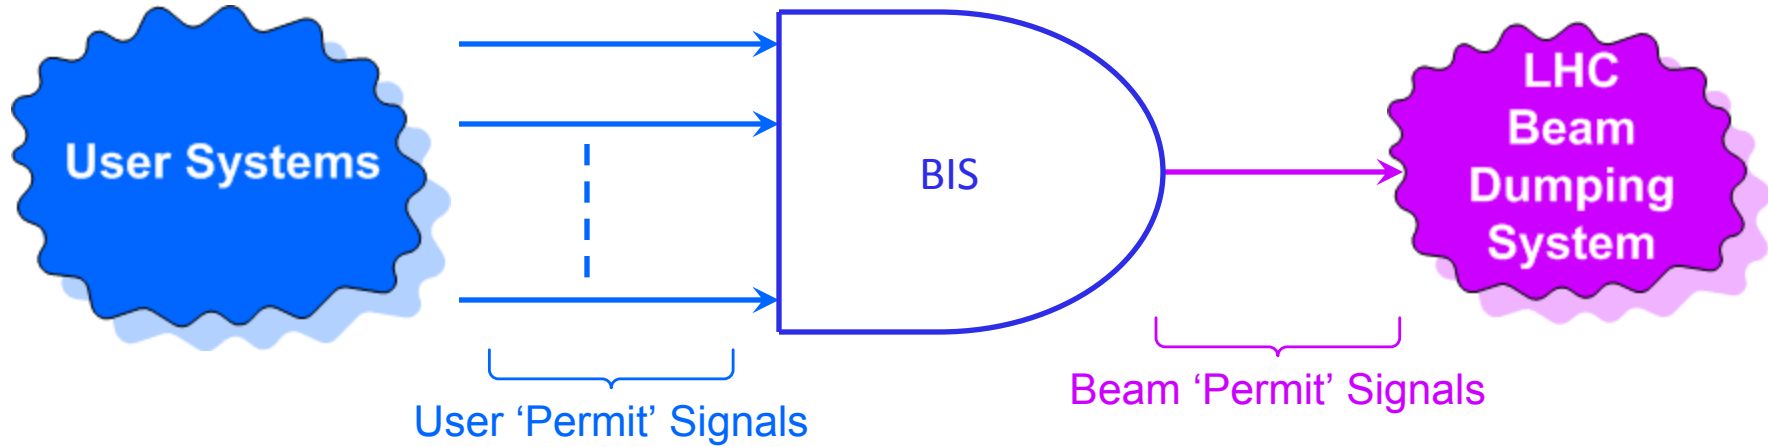 User Systems
BIS
LHC
Beam
Dumping
System
User ‘Permit’ Signals
Beam ‘Permit’ Signals